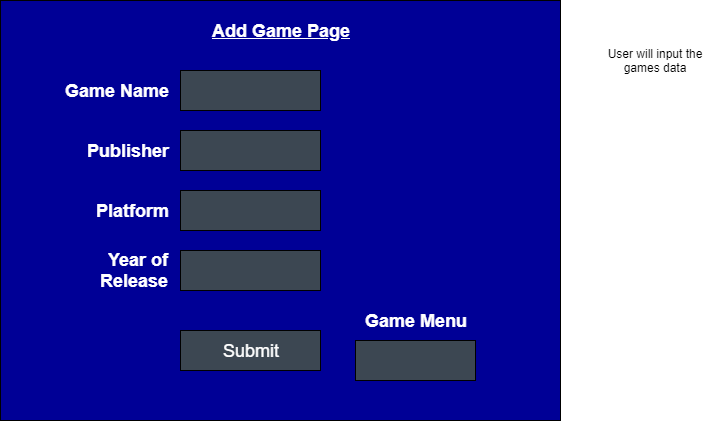 Add Game Page
User will input the
games data
Game Name
Publisher
Platform
Year of
Release
Game Menu
Submit